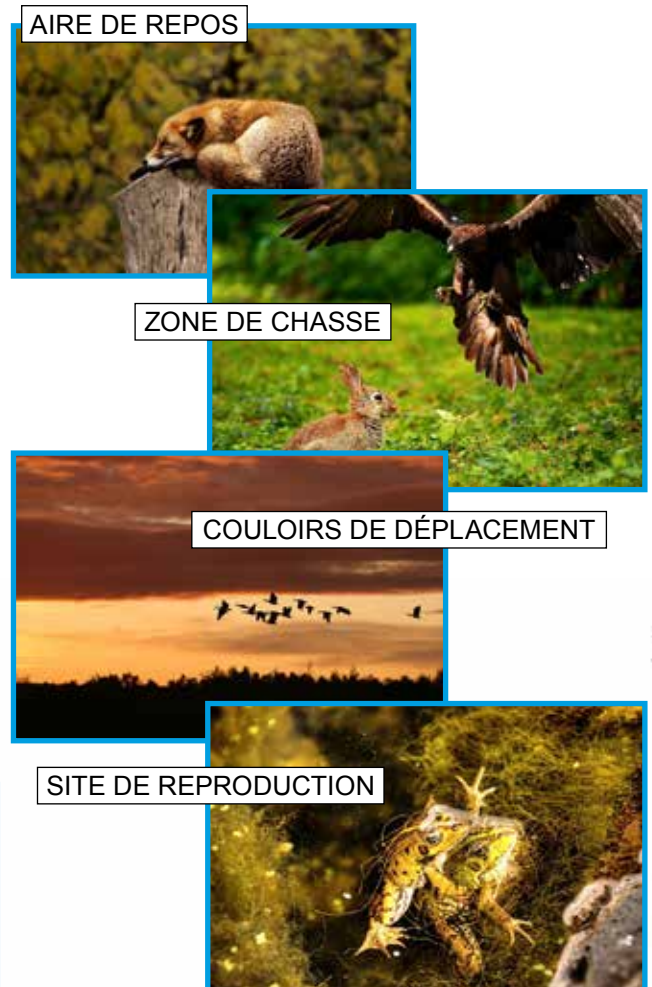 AIRE DE REPOS
ZONE DE CHASSE
COULOIRS DE DÉPLACEMENT
SITE DE REPRODUCTION